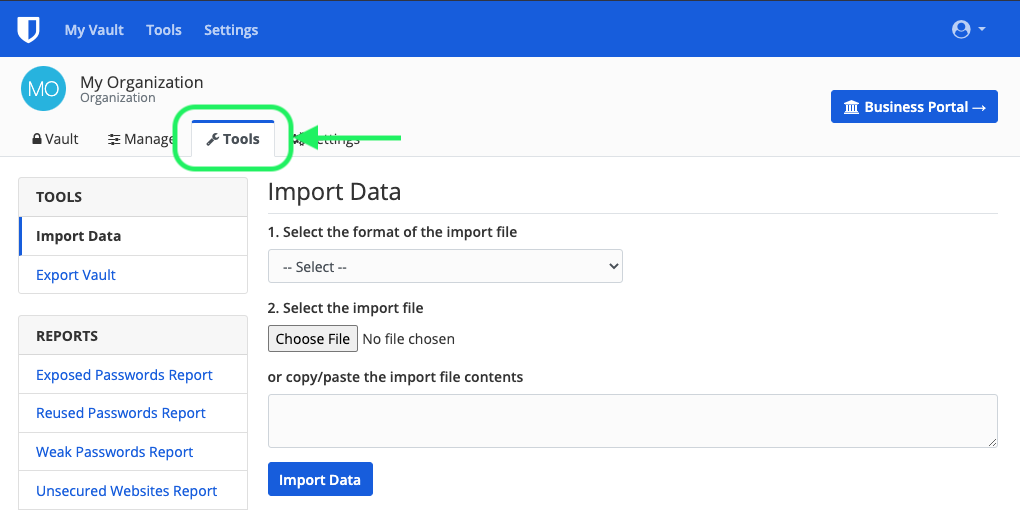 My Vault Tools Settings
MO
My Organization
Organization
Business Portal →
Vault Manage Tools
Import Data
TOOLS
1. Select the format of the import file
Import Data
-- Select --
Export Vault
2. Select the import file
REPORTS
Choose File No file chosen
Exposed Passwords Report
or copy/paste the import file contents
Reused Passwords Report
Weak Passwords Report
Import Data
Unsecured Websites Report